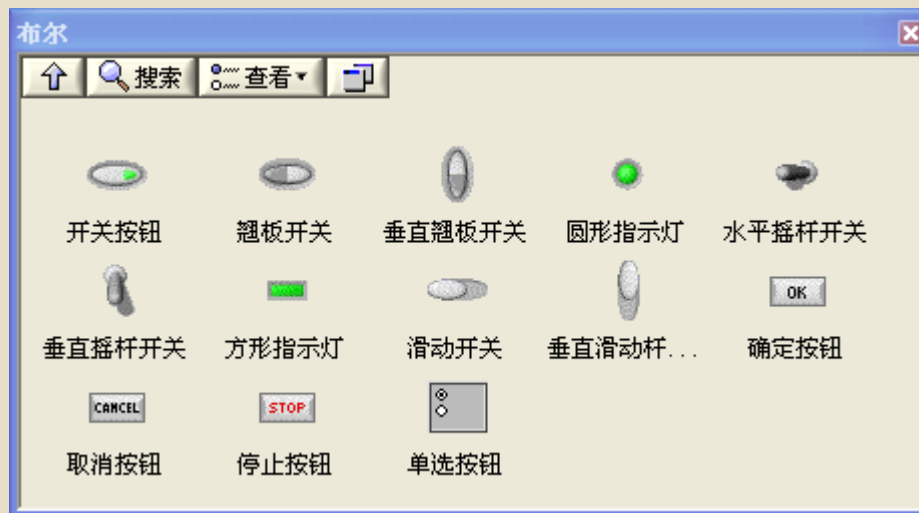 布尔
搜索 查看
开关按钮 翘板开关 垂直翘板开关 圆形指示灯 水平摇杆开关
OK
垂直摇杆开关 方形指示灯 滑动开关 垂直滑动杆... 确定按钮
CANCEL STOP
取消按钮 停止按钮 单选按钮